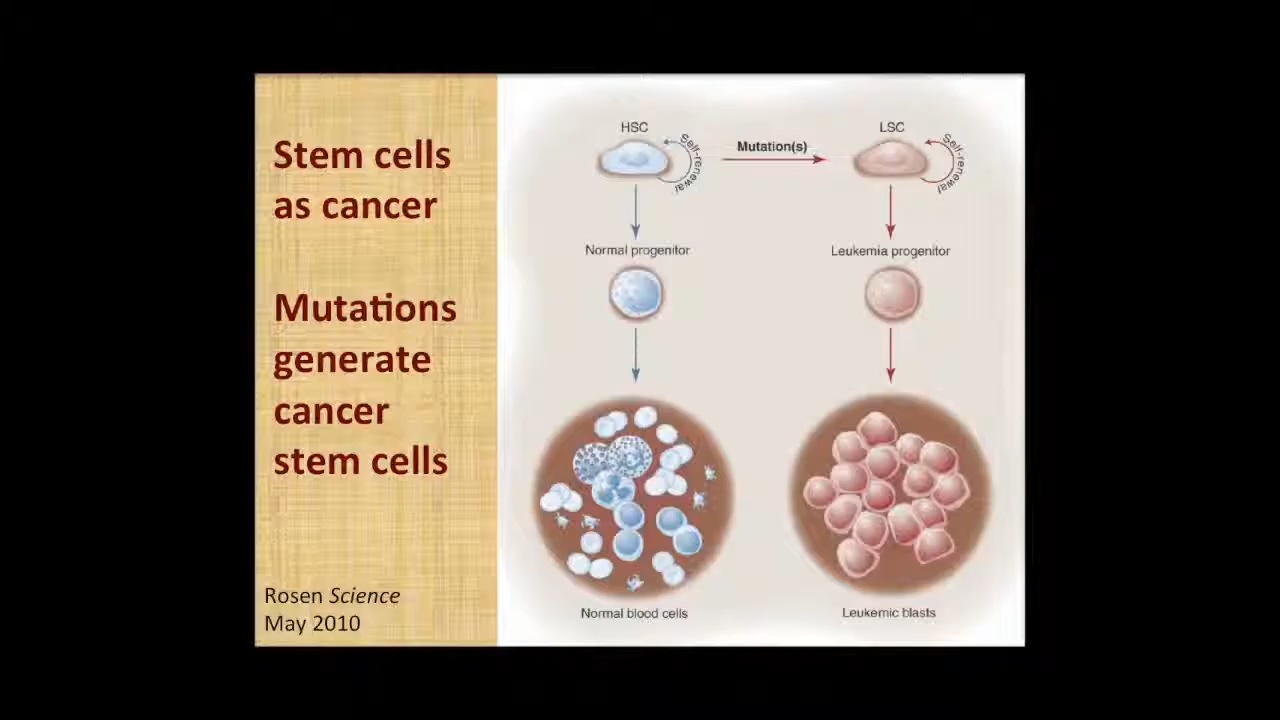 Stem cells
as cancer
Mutations
generate
cancer
stem cells
Rosen Science
May 2010
HSC
Self-renewal
Mutation(s)
LSC
Self-renewal
Normal progenitor
Leukemia progenitor
Normal blood cells
Leukemic blasts